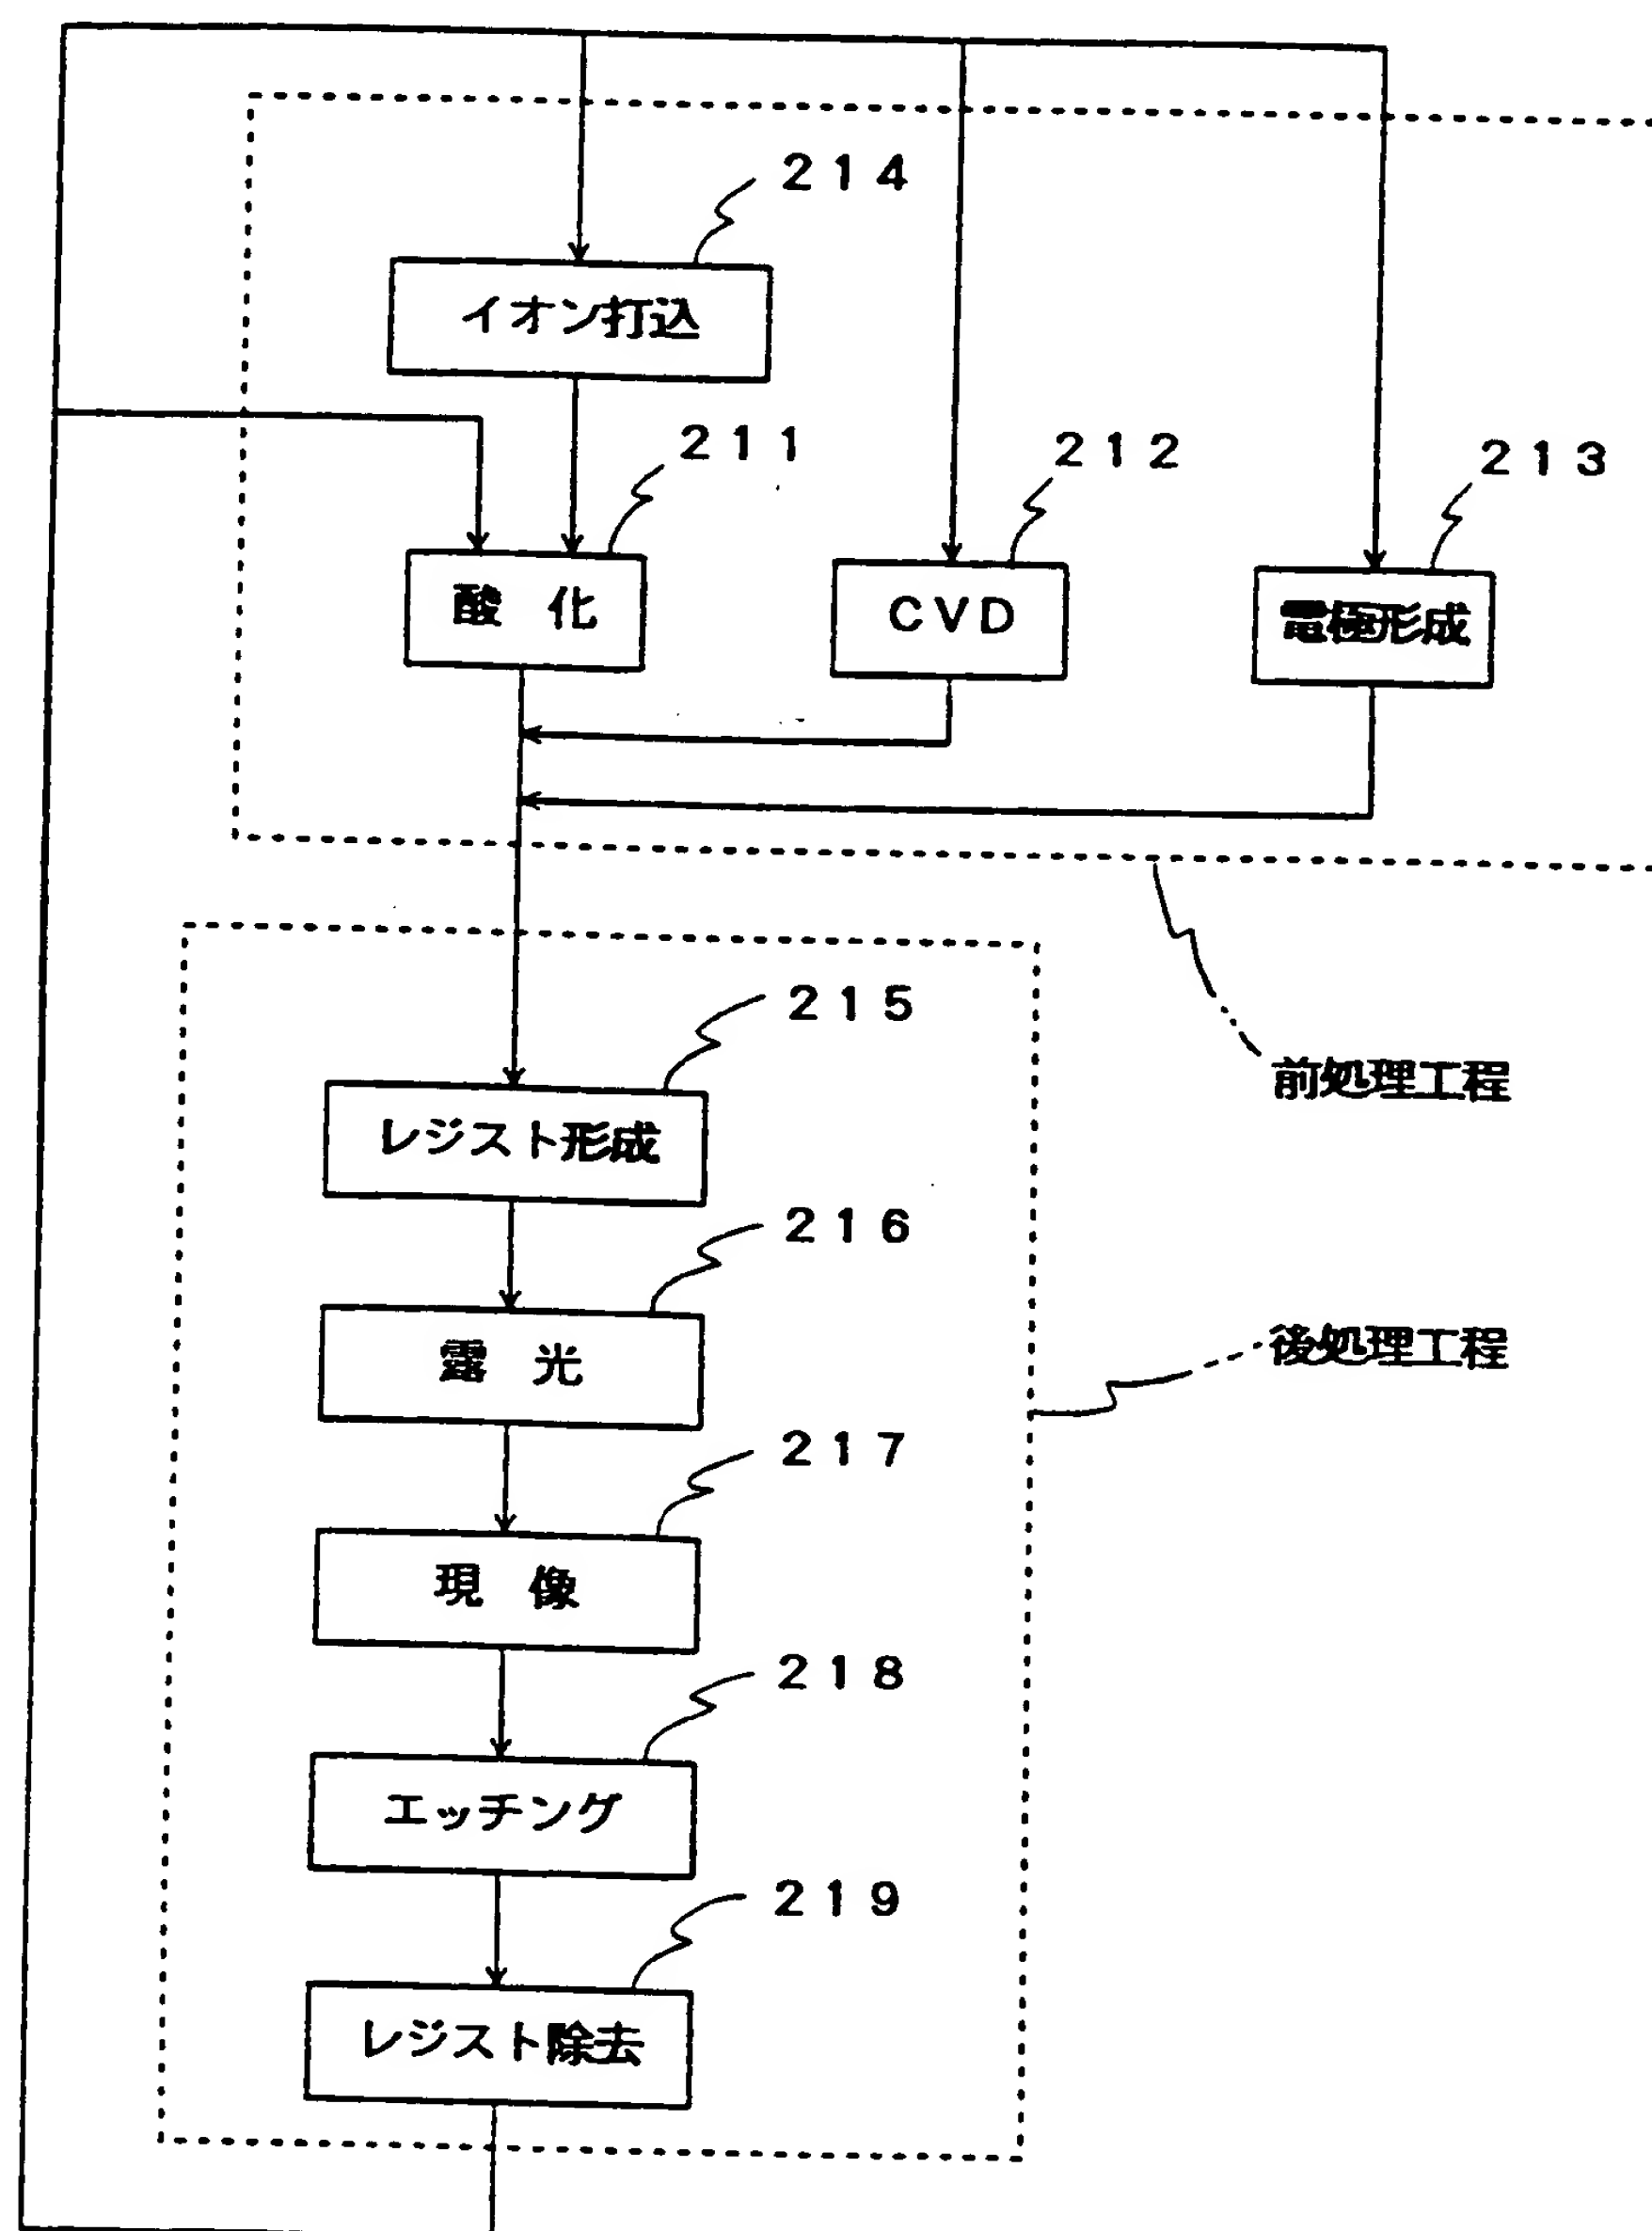 214
イオン打込
211
212
213
酸 化
CVD
電極形成
215
前処理工程
レジスト形成
216
露 光
後処理工程
217
現 像
218
エッチング
219
レジスト除去